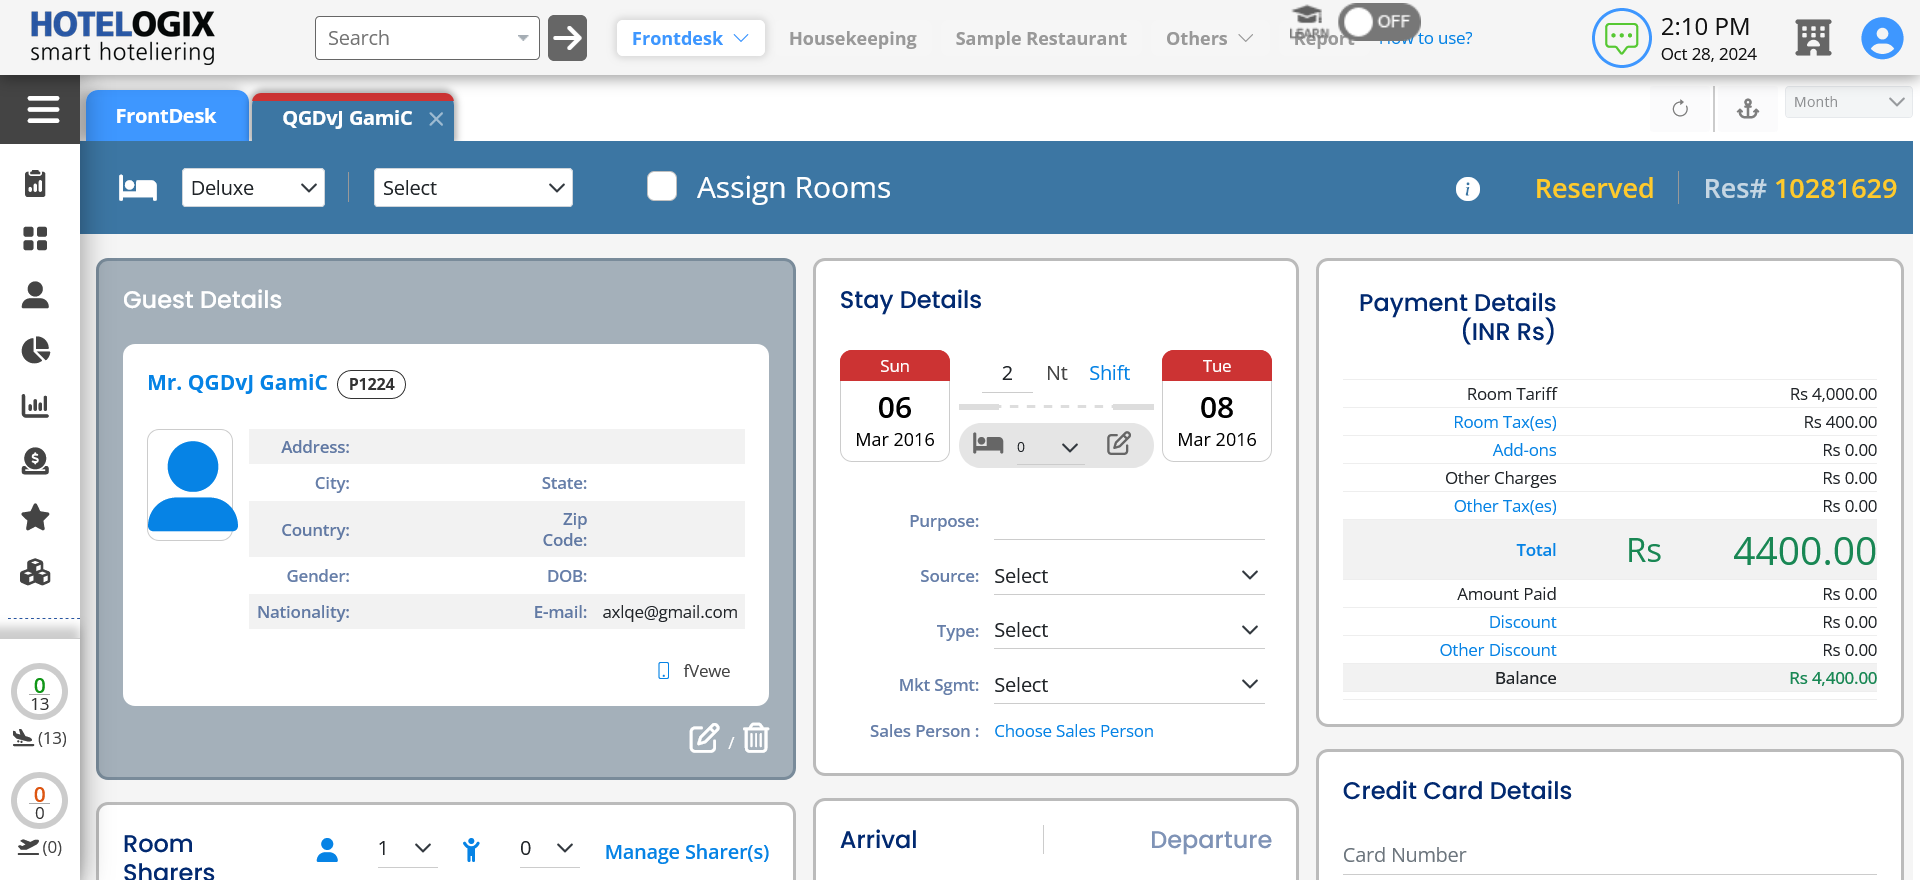 HOTELOGIX
smart hoteliering
Search
Frontdesk
Housekeeping
Sample Restaurant
Others
Report
LEARN
OFF
How to use?
2:10 PM
Oct 28, 2024
FrontDesk
QGDvJ GamiC
Month
Deluxe
Select
Assign Rooms
i
Reserved
Res# 10281629
Guest Details
Mr. QGDvJ GamiC P1224
Address:
City: State:
Country: Zip Code:
Gender: DOB:
Nationality: E-mail: axlqe@gmail.com
fVewe
/
Room Sharers
1
0
Manage Sharer(s)
Stay Details
Sun
06
Mar 2016
2 Nt Shift
0
Tue
08
Mar 2016
Purpose:
Source: Select
Type: Select
Mkt Sgmt: Select
Sales Person : Choose Sales Person
Arrival
Departure
Payment Details
(INR Rs)
Room Tariff Rs 4,000.00
Room Tax(es) Rs 400.00
Add-ons Rs 0.00
Other Charges Rs 0.00
Other Tax(es) Rs 0.00
Total Rs 4400.00
Amount Paid Rs 0.00
Discount Rs 0.00
Other Discount Rs 0.00
Balance Rs 4,400.00
Credit Card Details
Card Number
0
13
(13)
0
0
(0)